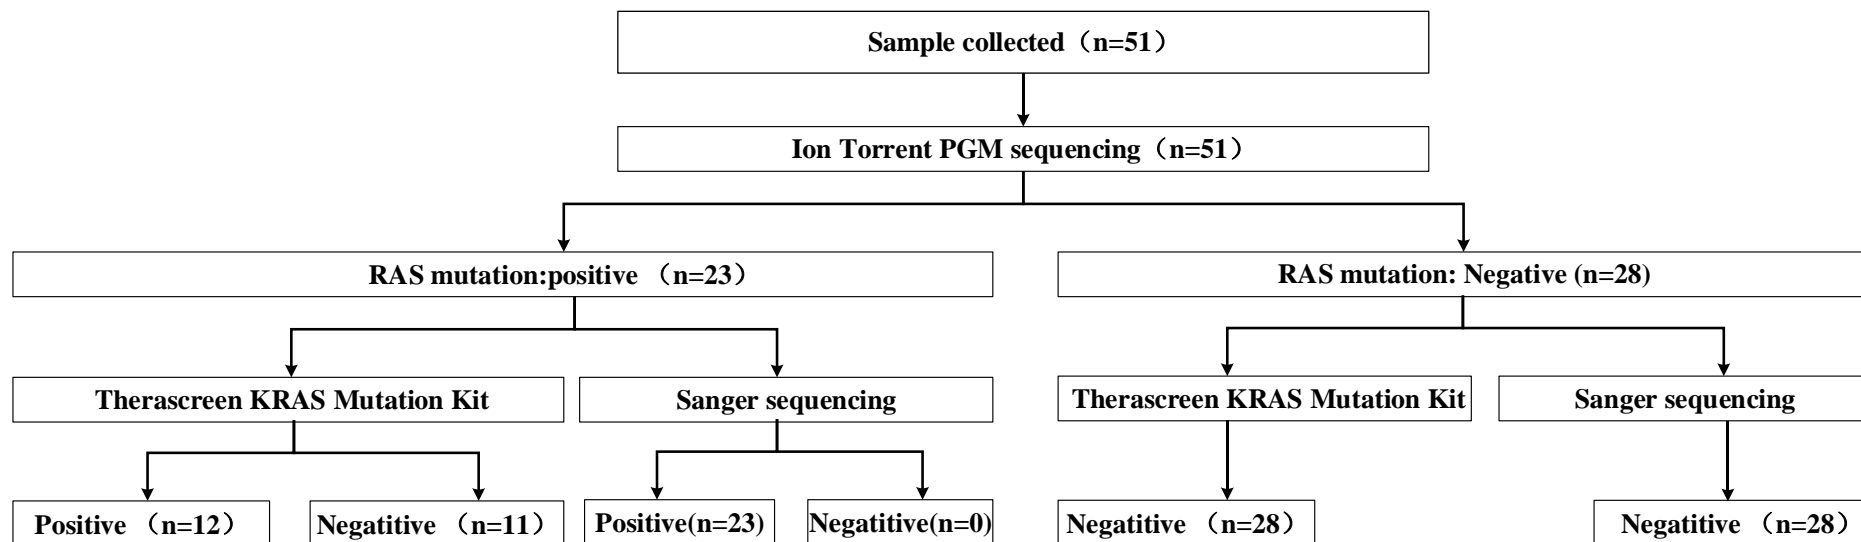 Sample collected（n=51）
Ion Torrent PGM sequencing（n=51）
RAS mutation:positive （n=23）
RAS mutation: Negative (n=28)
Therascreen KRAS Mutation Kit
Sanger sequencing
Therascreen KRAS Mutation Kit
Sanger sequencing
Positive （n=12）
Negatitive （n=11）
Positive(n=23)
Negatitive(n=0)
Negatitive （n=28）
Negatitive （n=28）